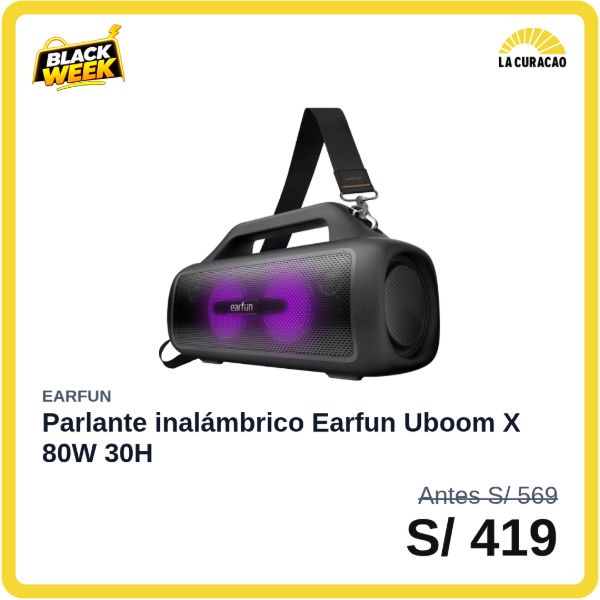 BLACK
WEEK
LA CURACAO
earfun
EARFUN
Parlante inalámbrico Earfun Uboom X
80W 30H
Antes S/ 569
S/ 419